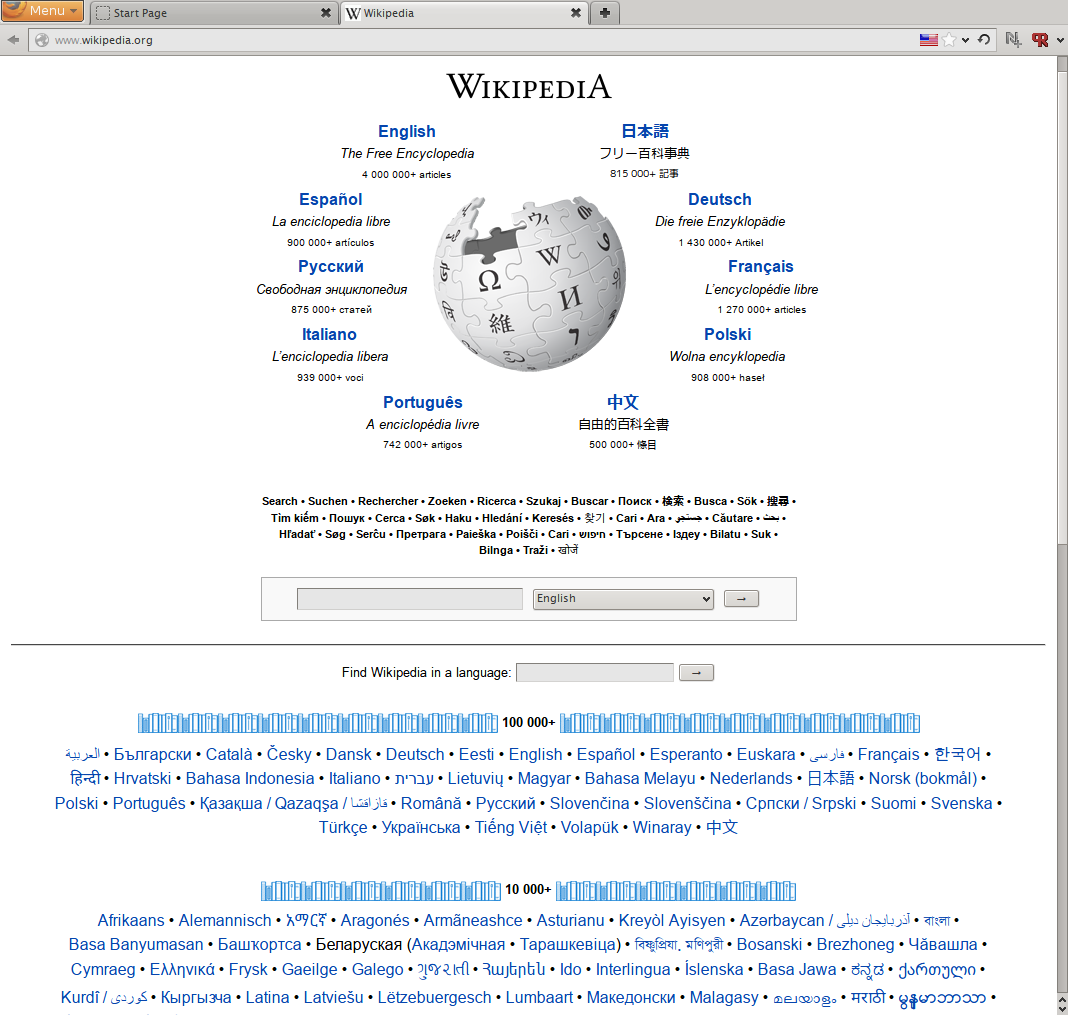 Menu
Start Page
Wikipedia
www.wikipedia.org
WIKIPEDIA
English
The Free Encyclopedia
4 000 000+ articles
日本語
フリー百科事典
815 000+ 記事
Español
La enciclopedia libre
900 000+ artículos
Deutsch
Die freie Enzyklopädie
1 430 000+ Artikel
Русский
Свободная энциклопедия
875 000+ статей
Français
L'encyclopédie libre
1 270 000+ articles
Italiano
L'enciclopedia libera
939 000+ voci
Polski
Wolna encyklopedia
908 000+ haseł
Português
A enciclopédia livre
742 000+ artigos
中文
自由的百科全書
500 000+ 條目
Ω W И 維 ウィ 7
Search • Suchen • Rechercher • Zoeken • Ricerca • Szukaj • Buscar • Поиск • 検索 • Busca • Sök • 搜尋 •
Tìm kiếm • Пошук • Cerca • Søk • Haku • Hledání • Keresés • 찾기 • Cari • Ara • جستجو • Căutare • بحث •
Hľadať • Søg • Serĉu • Претрага • Paieška • Poišči • Cari • חיפוש • Търсене • Іздеу • Bilatu • Suk •
Bilnga • Traži • खोजें
English →
Find Wikipedia in a language: →
100 000+
العربية • Български • Català • Česky • Dansk • Deutsch • Eesti • English • Español • Esperanto • Euskara • فارسی • Français • 한국어 •
हिन्दी • Hrvatski • Bahasa Indonesia • Italiano • עברית • Lietuvių • Magyar • Bahasa Melayu • Nederlands • 日本語 • Norsk (bokmål) •
Polski • Português • Қазақша / Qazaqşa / قازاقشا • Română • Русский • Slovenčina • Slovenščina • Српски / Srpski • Suomi • Svenska •
Türkçe • Українська • Tiếng Việt • Volapük • Winaray • 中文
10 000+
Afrikaans • Alemannisch • አማርኛ • Aragonés • Armãneashce • Asturianu • Kreyòl Ayisyen • Azərbaycan / آذربايجان ديلی • বাংলা •
Basa Banyumasan • Башҡортса • Беларуская (Акадэмічная • Тарашкевіца) • বিষ্ণুপ্রিযা় মণিপুরী • Bosanski • Brezhoneg • Чӑвашла •
Cymraeg • Ελληνικά • Frysk • Gaeilge • Galego • ગુજરાતી • Հայերեն • Ido • Interlingua • Íslenska • Basa Jawa • ಕನ್ನಡ • ქართული •
Kurdî / كوردی • Кыргызча • Latina • Latviešu • Lëtzebuergesch • Lumbaart • Македонски • Malagasy • മലയാളം • मराठी • မြန်မာဘာသာ •